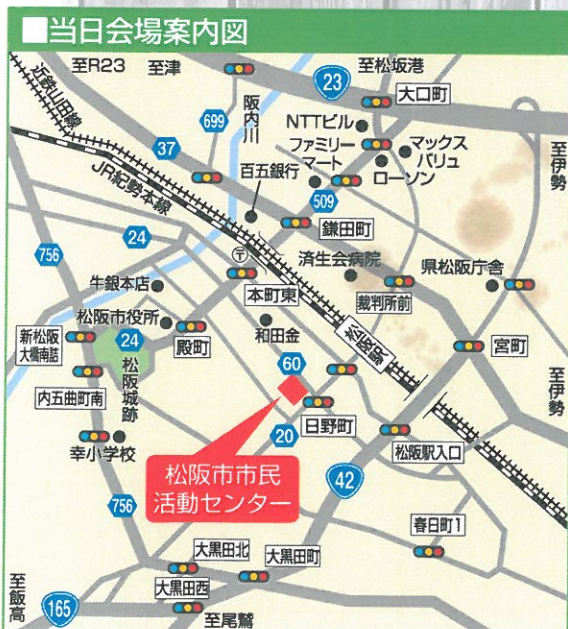 ■当日会場案内図
至R23
至津
至松坂港
23
大口町
近鉄山田線
699
阪内川
NTTビル
ファミリー
マート
マックス
バリュ
ローソン
至伊勢
37
JR紀勢本線
百五銀行
509
鎌田町
756
24
〒
済生会病院
県松阪庁舎
牛銀本店
本町東
裁判所前
松阪市役所
和田金
松阪駅
新松阪
大橋南詰
24
殿町
宮町
松阪城跡
60
内五曲町南
至伊勢
日野町
幸小学校
20
松阪駅入口
松阪市市民
活動センター
42
756
春日町1
大黒田北
大黒田町
至飯高
大黒田西
165
至尾鷲